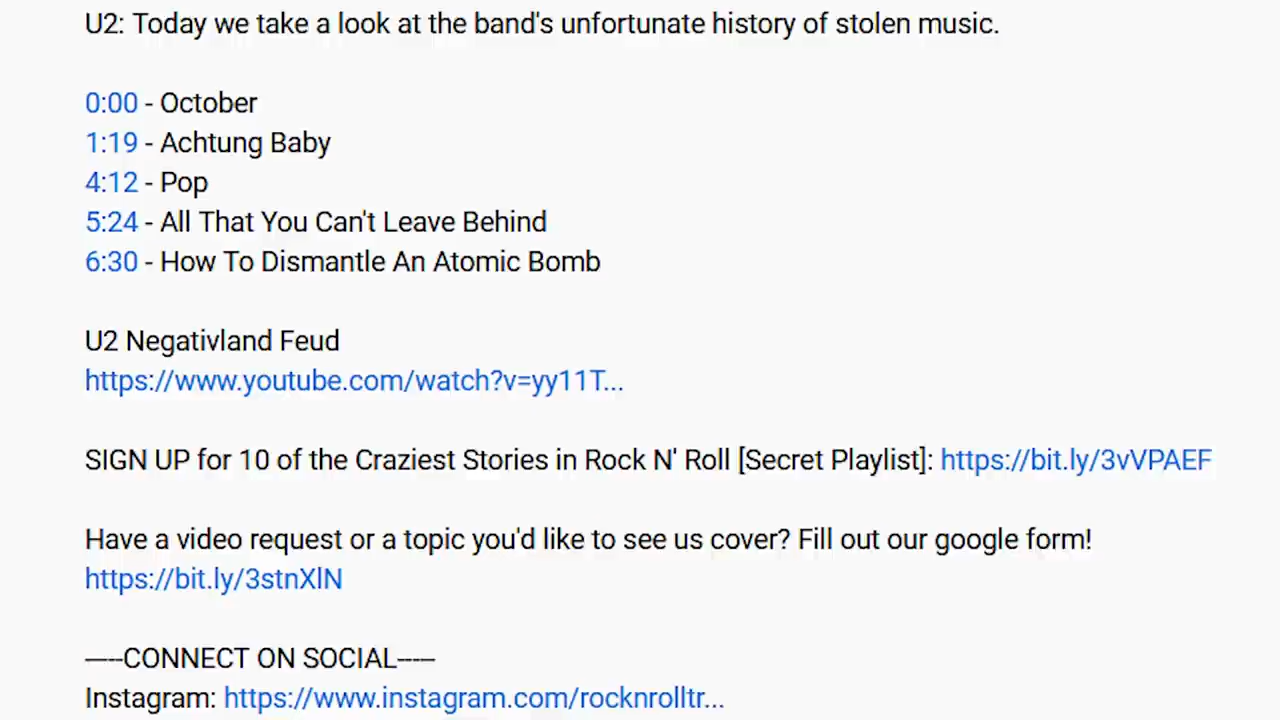 U2: Today we take a look at the band's unfortunate history of stolen music.
0:00 - October
1:19 - Achtung Baby
4:12 - Pop
5:24 - All That You Can't Leave Behind
6:30 - How To Dismantle An Atomic Bomb
U2 Negativland Feud
https://www.youtube.com/watch?v=yy11T...
SIGN UP for 10 of the Craziest Stories in Rock N' Roll [Secret Playlist]: https://bit.ly/3vVPAEF
Have a video request or a topic you'd like to see us cover? Fill out our google form!
https://bit.ly/3stnXlN
-----CONNECT ON SOCIAL-----
Instagram: https://www.instagram.com/rocknrolltr...